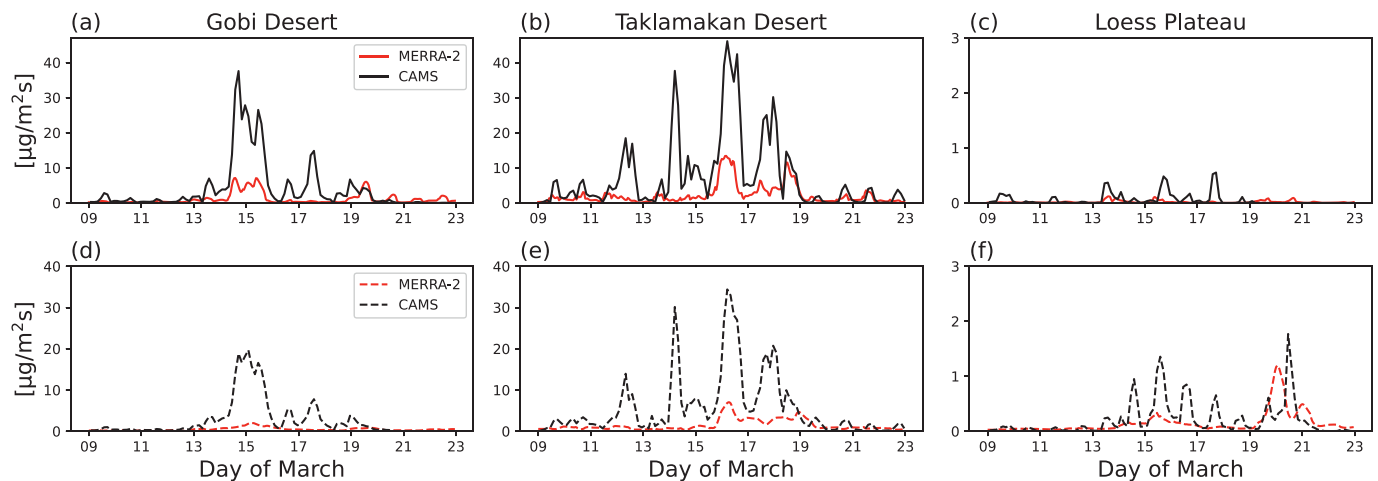 (a) Gobi Desert
(b) Taklamakan Desert
(c) Loess Plateau
[µg/m²s]
40
30
20
10
0
MERRA-2
CAMS
09 11 13 15 17 19 21 23
40
30
20
10
0
09 11 13 15 17 19 21 23
3
2
1
0
09 11 13 15 17 19 21 23
(d)
(e)
(f)
[µg/m²s]
40
30
20
10
0
MERRA-2
CAMS
09 11 13 15 17 19 21 23
Day of March
40
30
20
10
0
09 11 13 15 17 19 21 23
Day of March
3
2
1
0
09 11 13 15 17 19 21 23
Day of March